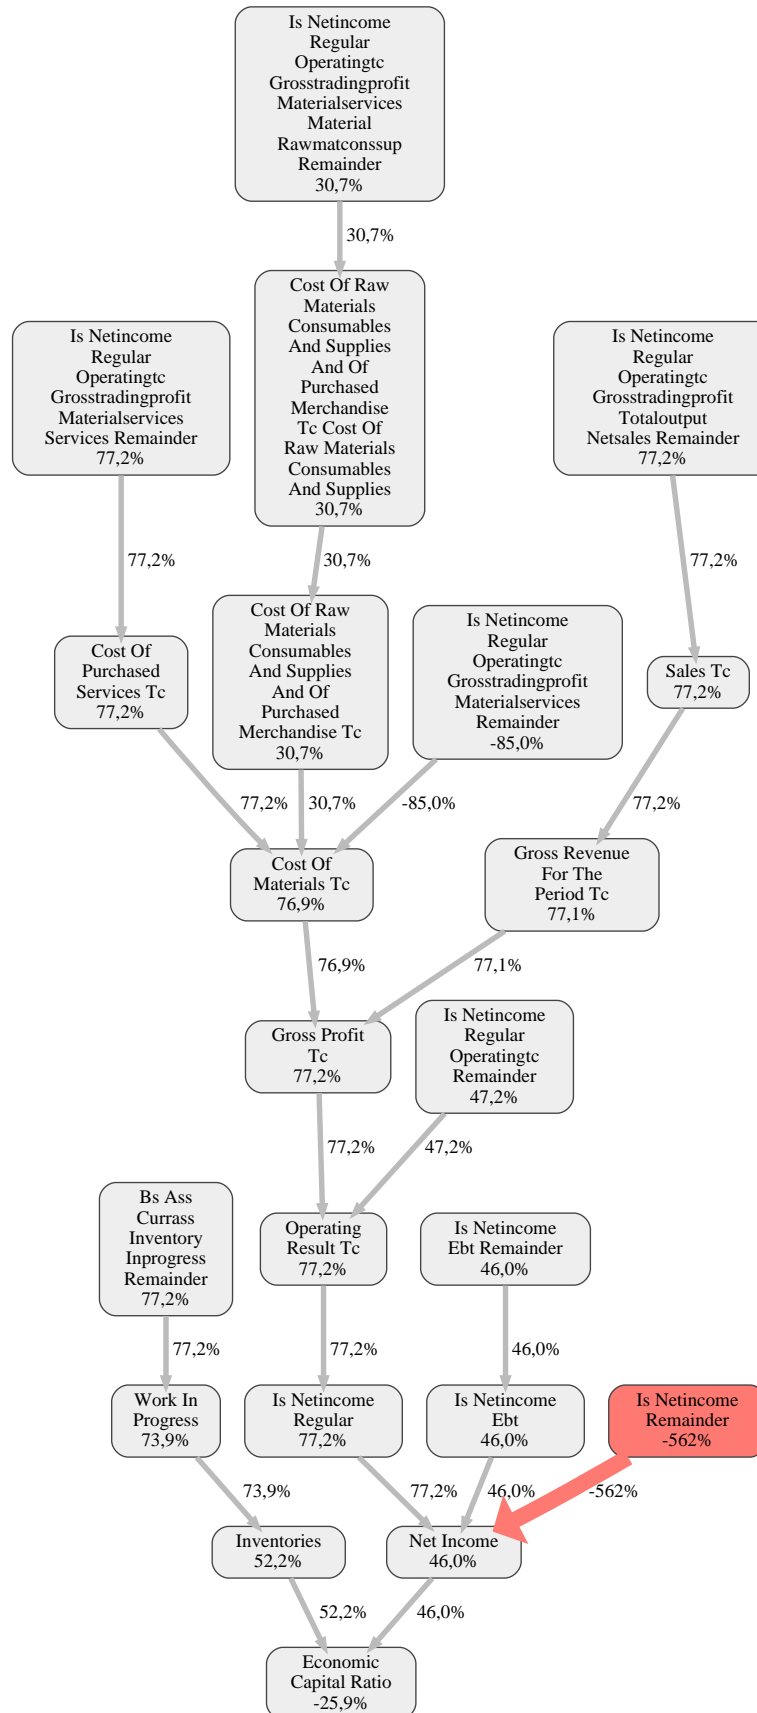 Is Netincome
Regular
Operatingtc
Grosstradingprofit
Materialservices
Material
Rawmatconssup
Remainder
30,7%
30,7%
Cost Of Raw
Materials
Consumables
And Supplies
And Of
Purchased
Merchandise
Tc Cost Of
Raw Materials
Consumables
And Supplies
30,7%
Is Netincome
Regular
Operatingtc
Grosstradingprofit
Materialservices
Services Remainder
77,2%
Is Netincome
Regular
Operatingtc
Grosstradingprofit
Totaloutput
Netsales Remainder
77,2%
77,2%
30,7%
77,2%
Cost Of
Purchased
Services Tc
77,2%
Cost Of Raw
Materials
Consumables
And Supplies
And Of
Purchased
Merchandise Tc
30,7%
Is Netincome
Regular
Operatingtc
Grosstradingprofit
Materialservices
Remainder
-85,0%
Sales Tc
77,2%
77,2%
30,7%
-85,0%
77,2%
Cost Of
Materials Tc
76,9%
Gross Revenue
For The
Period Tc
77,1%
76,9%
77,1%
Gross Profit
Tc
77,2%
Is Netincome
Regular
Operatingtc
Remainder
47,2%
77,2%
47,2%
Bs Ass
Currass
Inventory
Inprogress
Remainder
77,2%
Operating
Result Tc
77,2%
Is Netincome
Ebt Remainder
46,0%
77,2%
77,2%
46,0%
Work In
Progress
73,9%
Is Netincome
Regular
77,2%
Is Netincome
Ebt
46,0%
Is Netincome
Remainder
-562%
73,9%
77,2%
46,0%
-562%
Inventories
52,2%
Net Income
46,0%
52,2%
46,0%
Economic
Capital Ratio
-25,9%